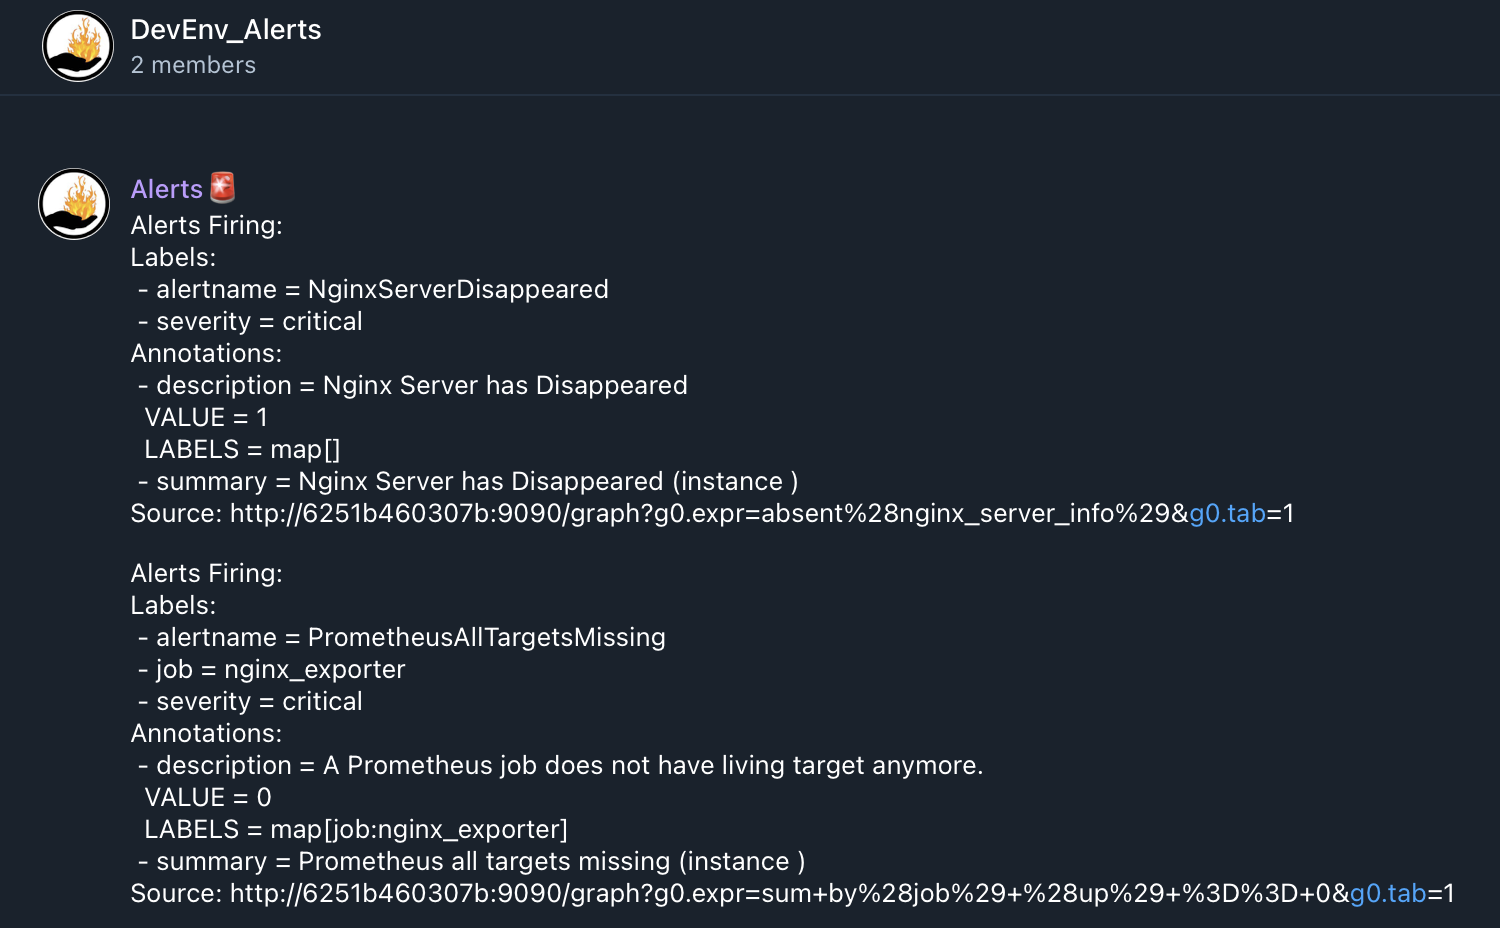 DevEnv_Alerts
2 members
Alerts🚨
Alerts Firing:
Labels:
- alertname = NginxServerDisappeared
- severity = critical
Annotations:
- description = Nginx Server has Disappeared
VALUE = 1
LABELS = map[]
- summary = Nginx Server has Disappeared (instance )
Source: http://6251b460307b:9090/graph?g0.expr=absent%28nginx_server_info%29&g0.tab=1
Alerts Firing:
Labels:
- alertname = PrometheusAllTargetsMissing
- job = nginx_exporter
- severity = critical
Annotations:
- description = A Prometheus job does not have living target anymore.
VALUE = 0
LABELS = map[job:nginx_exporter]
- summary = Prometheus all targets missing (instance )
Source: http://6251b460307b:9090/graph?g0.expr=sum+by%28job%29+%28up%29+%3D%3D+0&g0.tab=1